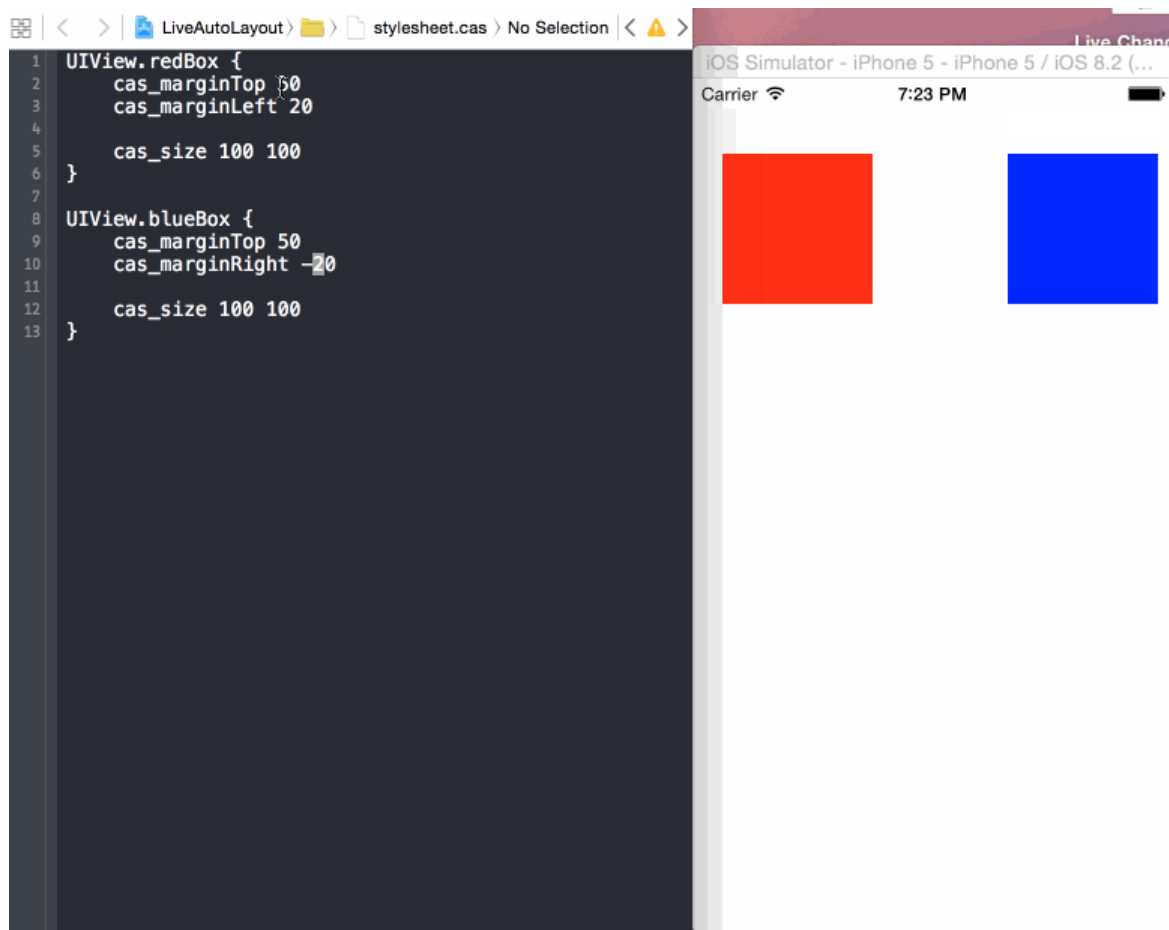 LiveAutoLayout stylesheet.cas No Selection
1 UIView.redBox {
2 cas_marginTop 50
3 cas_marginLeft 20
4
5 cas_size 100 100
6 }
7
8 UIView.blueBox {
9 cas_marginTop 50
10 cas_marginRight -20
11
12 cas_size 100 100
13 }
Live Chang
iOS Simulator - iPhone 5 - iPhone 5 / iOS 8.2 (...
Carrier 7:23 PM